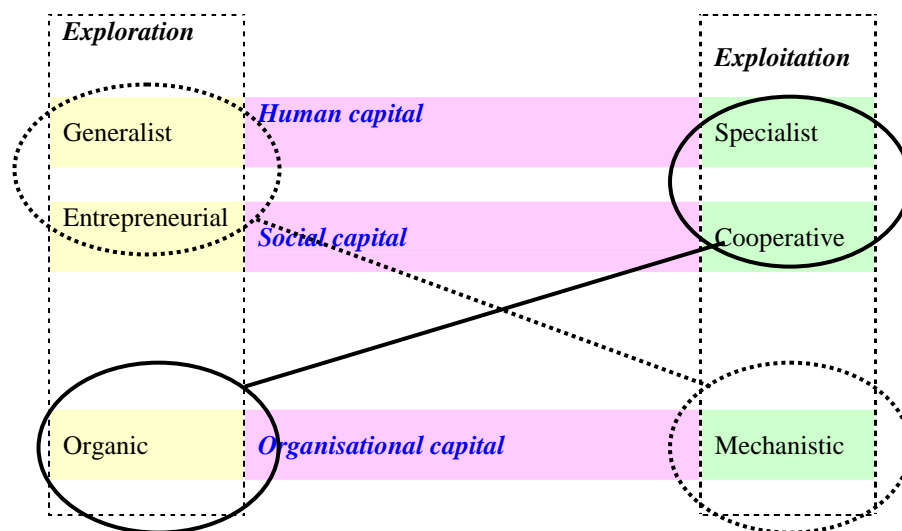 Exploration
Exploitation
Human capital
Generalist
Specialist
Entrepreneurial
Social capital
Cooperative
Organic
Organisational capital
Mechanistic